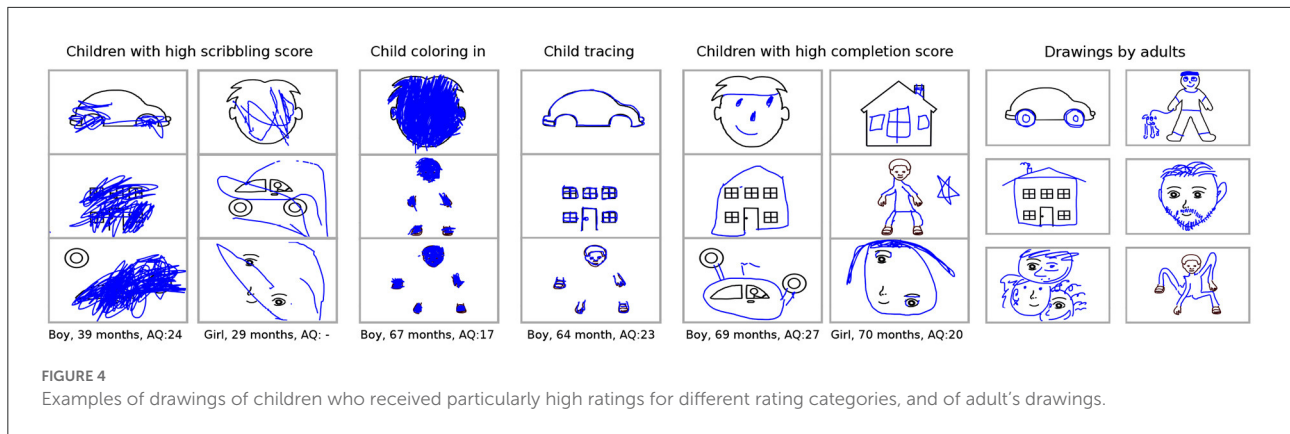 Children with high scribbling score
Child coloring in
Child tracing
Children with high completion score
Drawings by adults
Boy, 39 months, AQ:24
Girl, 29 months, AQ: -
Boy, 67 months, AQ:17
Boy, 64 month, AQ:23
Boy, 69 months, AQ:27
Girl, 70 months, AQ:20
FIGURE 4
Examples of drawings of children who received particularly high ratings for different rating categories, and of adult's drawings.